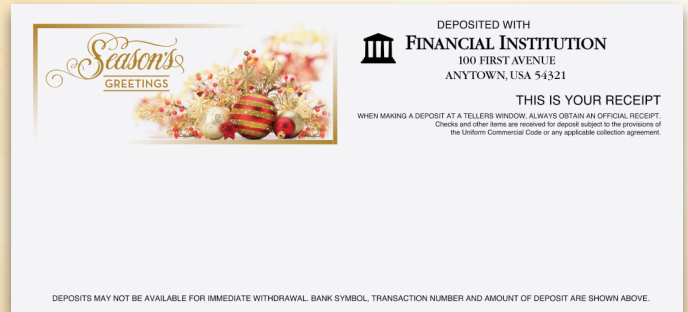 Season's
GREETINGS
DEPOSITED WITH
FINANCIAL INSTITUTION
100 FIRST AVENUE
ANYTOWN, USA 54321
THIS IS YOUR RECEIPT
WHEN MAKING A DEPOSIT AT A TELLERS WINDOW, ALWAYS OBTAIN AN OFFICIAL RECEIPT.
Checks and other items are received for deposit subject to the provisions of
the Uniform Commercial Code or any applicable collection agreement.
DEPOSITS MAY NOT BE AVAILABLE FOR IMMEDIATE WITHDRAWAL. BANK SYMBOL, TRANSACTION NUMBER AND AMOUNT OF DEPOSIT ARE SHOWN ABOVE.